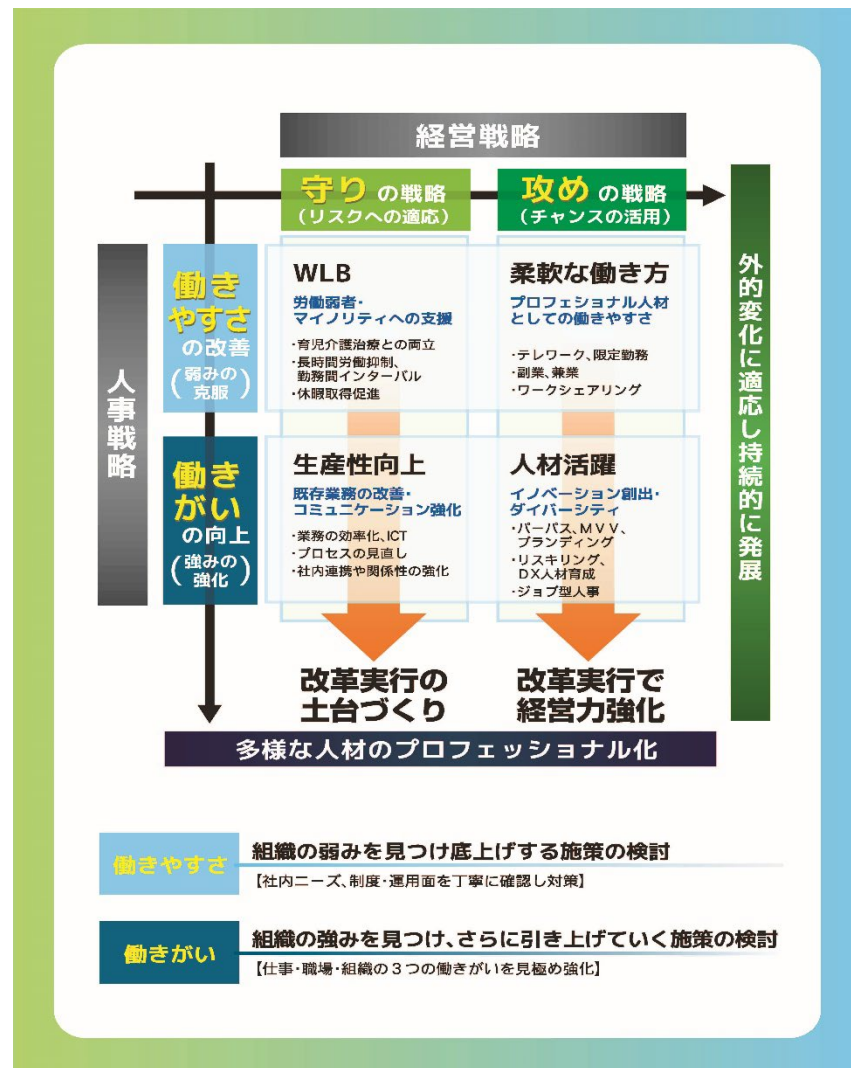 経営戦略
守りの戦略
（リスクへの適応）
攻めの戦略
（チャンスの活用）
人事戦略
働き
やすさ
の改善
（弱みの
克服）
WLB
労働弱者・
マイノリティへの支援
・育児介護治療との両立
・長時間労働抑制、
勤務間インターバル
・休暇取得促進
柔軟な働き方
プロフェショナル人材
としての働きやすさ
・テレワーク、限定勤務
・副業、兼業
・ワークシェアリング
働き
がい
の向上
（強みの
強化）
生産性向上
既存業務の改善・
コミュニケーション強化
・業務の効率化、ICT
・プロセスの見直し
・社内連携や関係性の強化
人材活躍
イノベーション創出・
ダイバーシティ
・パーパス、MVV、
ブランディング
・リスキリング、
DX人材育成
・ジョブ型人事
外的変化に適応し持続的に発展
改革実行の
土台づくり
改革実行で
経営力強化
多様な人材のプロフェッショナル化
働きやすさ
組織の弱みを見つけ底上げする施策の検討
【社内ニーズ、制度・運用面を丁寧に確認し対策】
働きがい
組織の強みを見つけ、さらに引き上げていく施策の検討
【仕事・職場・組織の３つの働きがいを見極め強化】